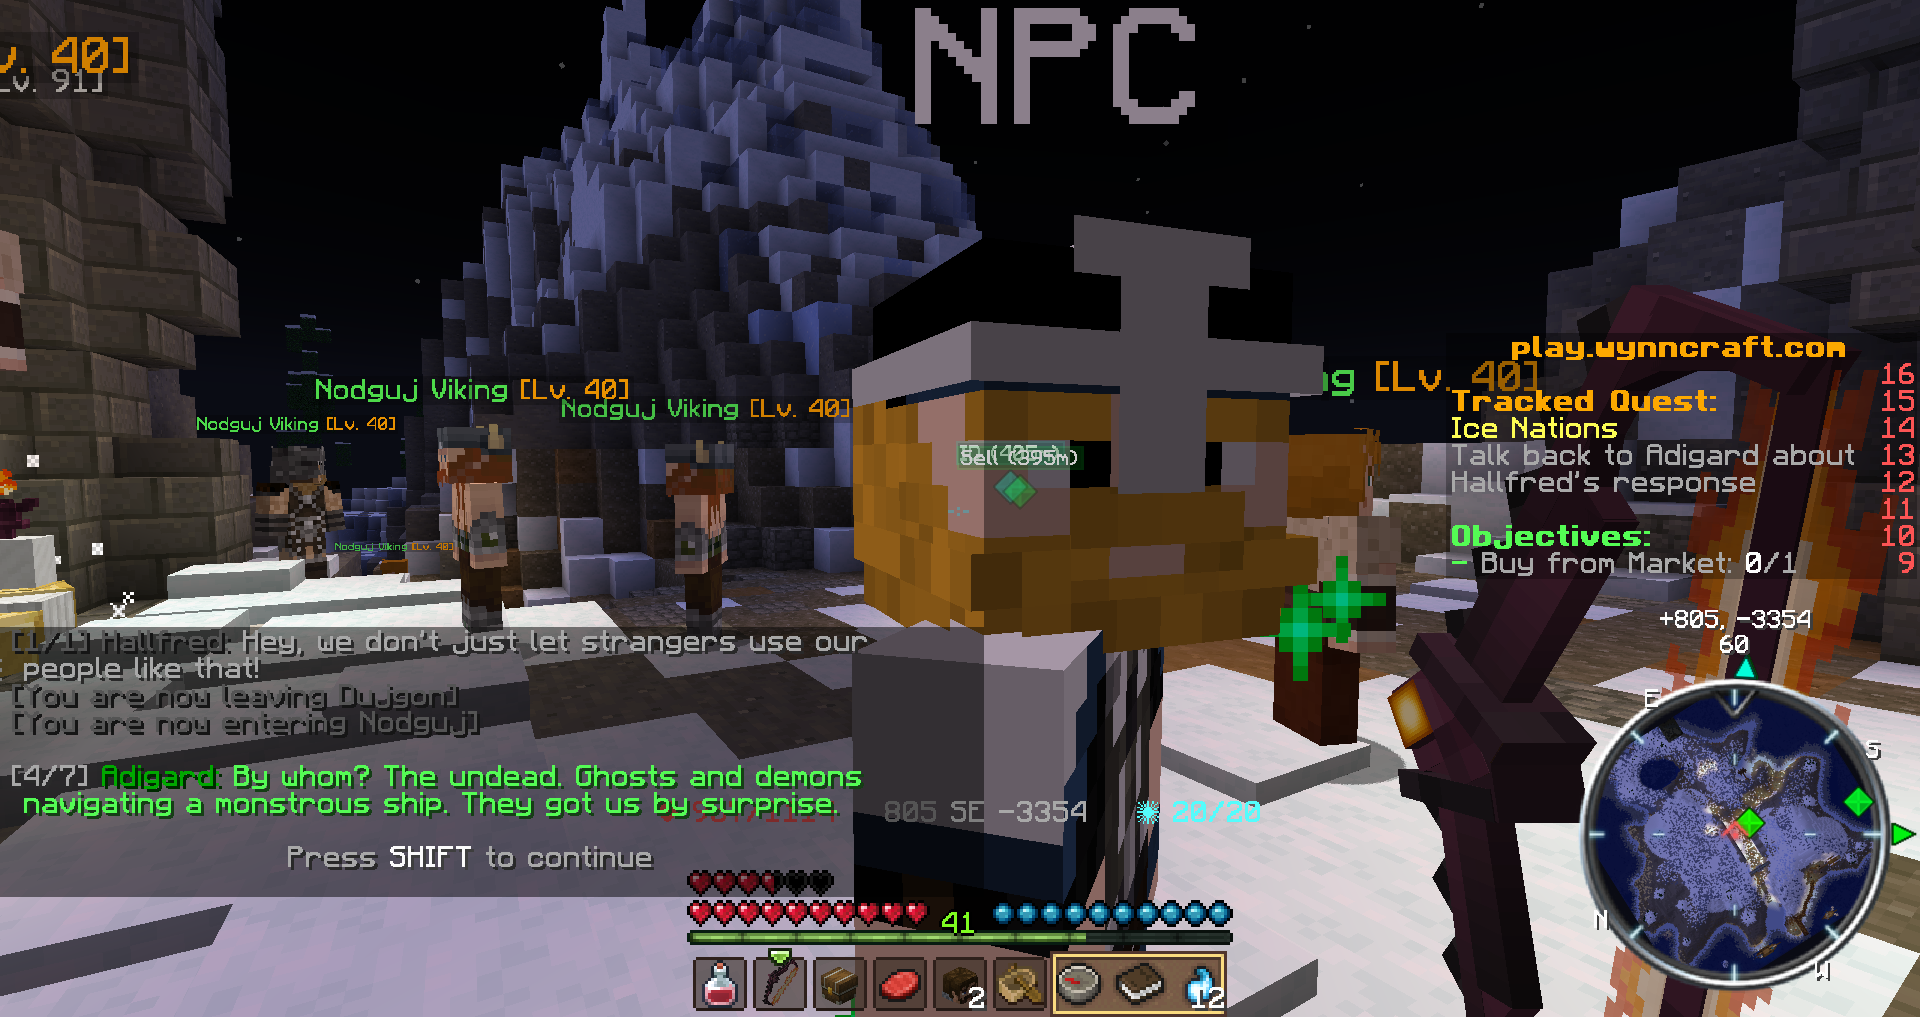 NPC
v. 40]
Lv. 91]
play.wynncraft.com
16
Tracked Quest:
15
Ice Nations
14
Talk back to Adigard about
13
Hallfred's response
12
11
Objectives:
10
- Buy from Market: 0/1
9
Nodguj Viking [Lv. 40]
Nodguj Viking [Lv. 40]
Nodguj Viking [Lv. 40]
ng [Lv. 40]
Sell (395m)
Nodguj Viking [Lv. 40]
+805, -3354
60
E
S
N
W
[1/1] Hallfred: Hey, we don't just let strangers use our
people like that!
[You are now leaving Dujgson]
[You are now entering Nodguj]
[4/7] Adigard: By whom? The undead. Ghosts and demons
navigating a monstrous ship. They got us by surprise.
805 SE -3354
20/20
Press SHIFT to continue
41
2
12